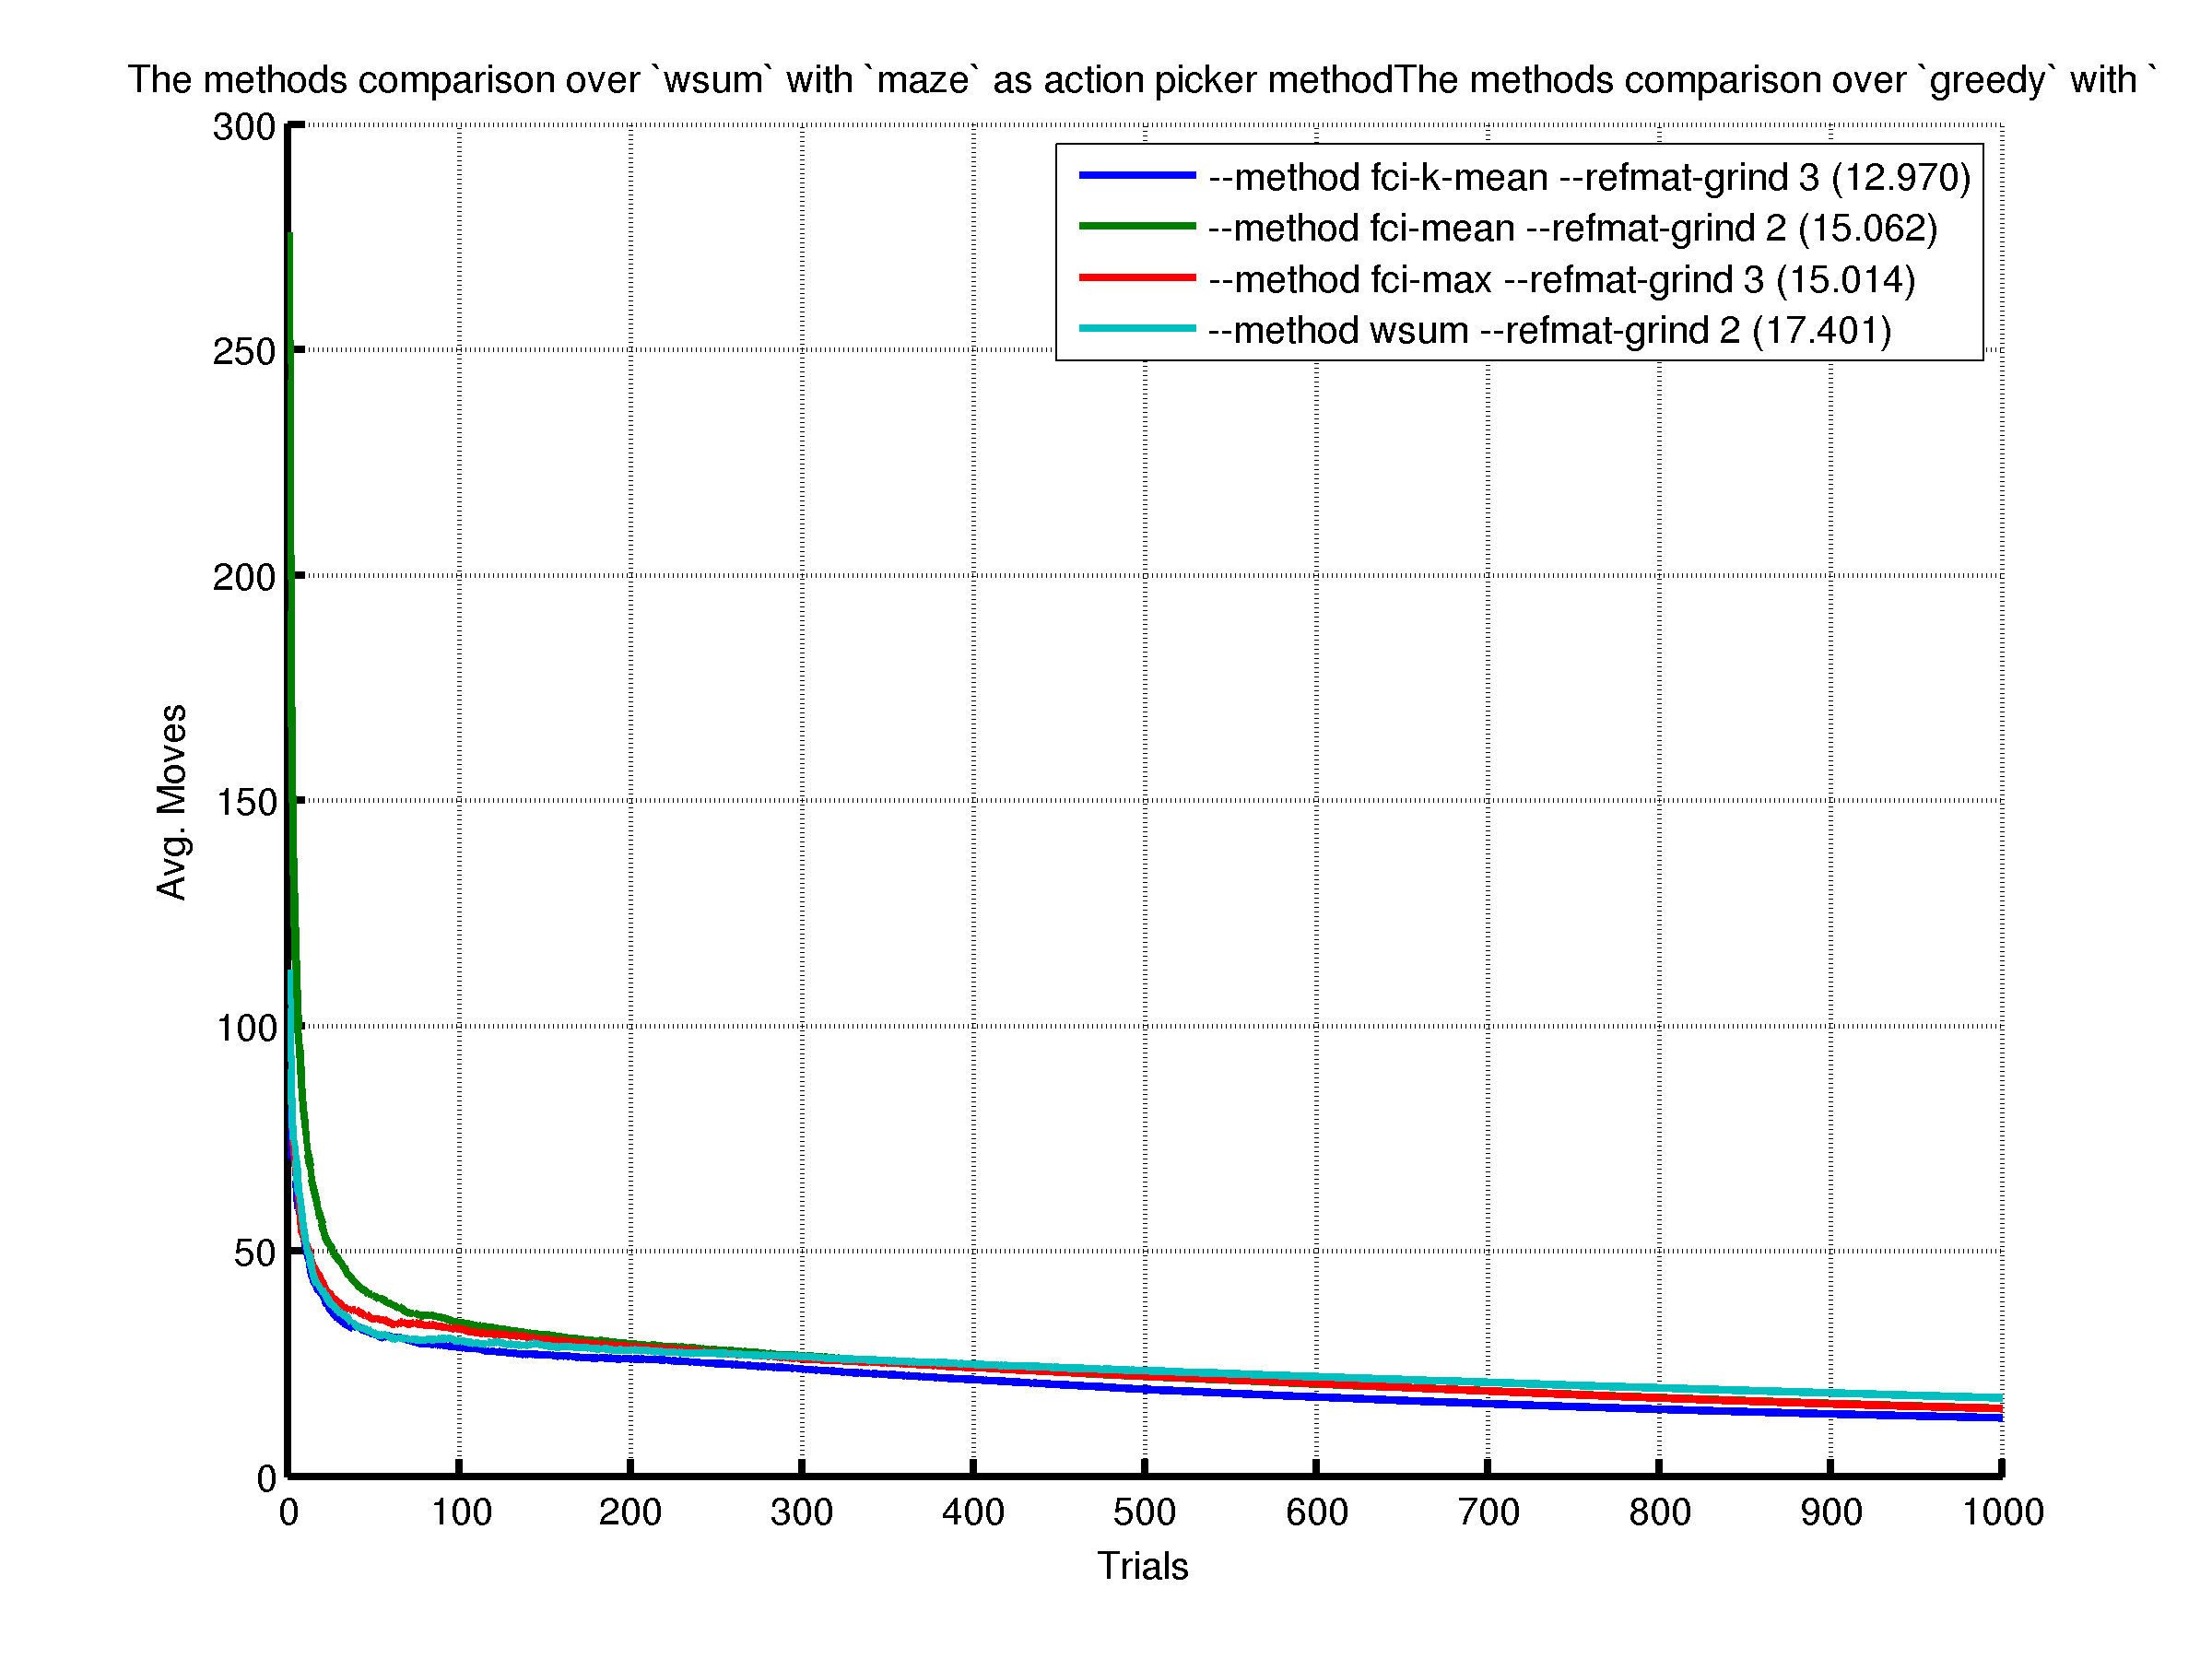 The methods comparison over `wsum` with `maze` as action picker methodThe methods comparison over `greedy` with `
300
250
200
150
100
50
0
Avg. Moves
--method fci-k-mean --refmat-grind 3 (12.970)
--method fci-mean --refmat-grind 2 (15.062)
--method fci-max --refmat-grind 3 (15.014)
--method wsum --refmat-grind 2 (17.401)
0 100 200 300 400 500 600 700 800 900 1000
Trials